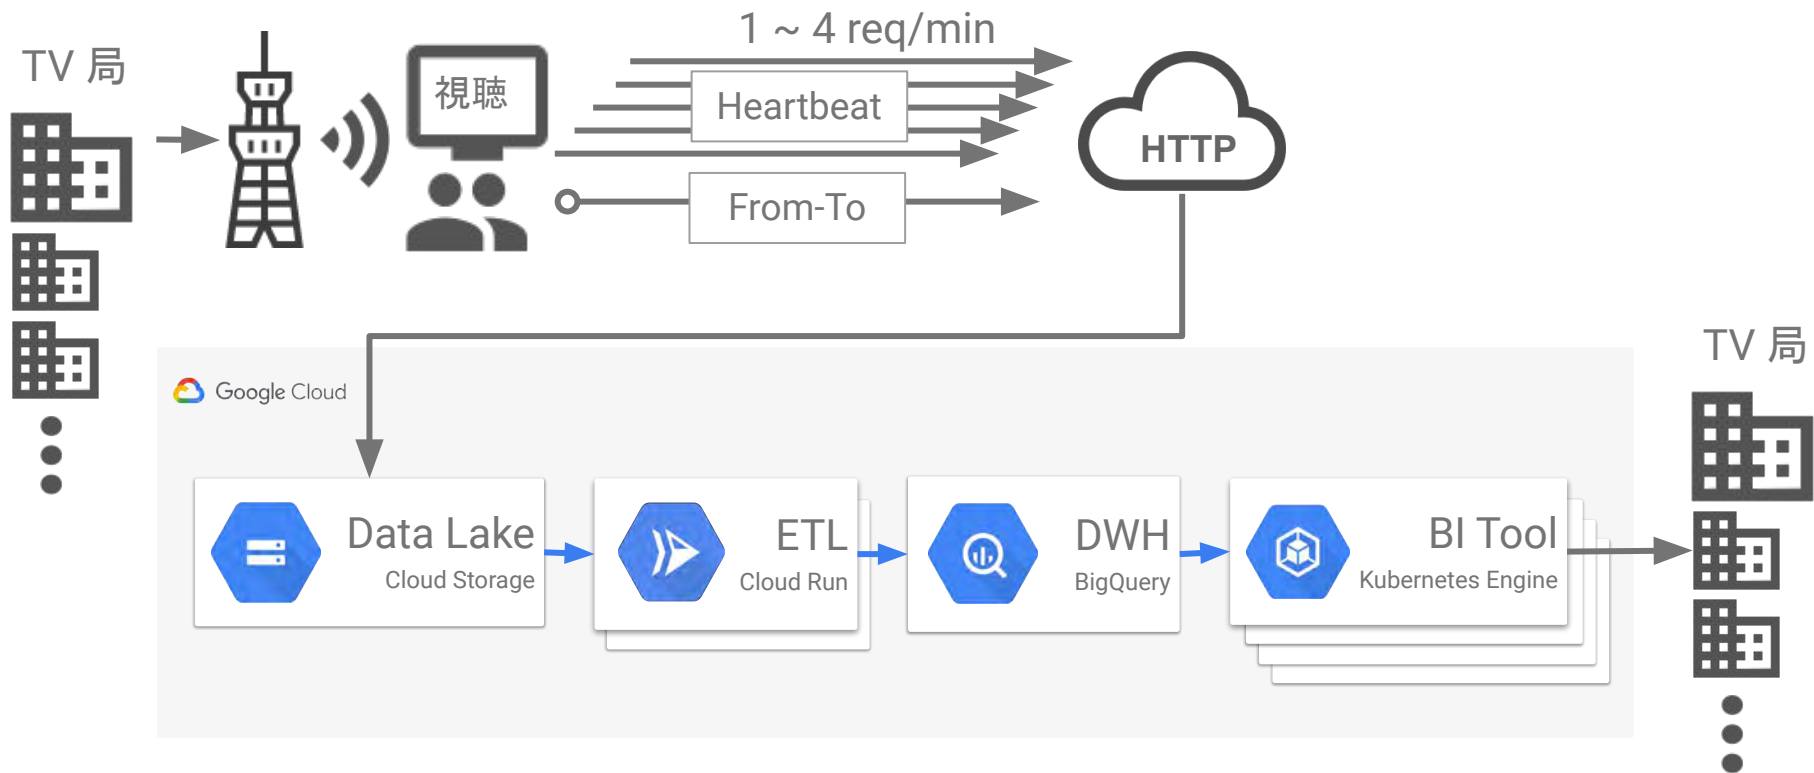 1 ~ 4 req/min
TV 局
視聴
Heartbeat
HTTP
From-To
TV 局
Google Cloud
Data Lake
Cloud Storage
ETL
Cloud Run
DWH
BigQuery
BI Tool
Kubernetes Engine